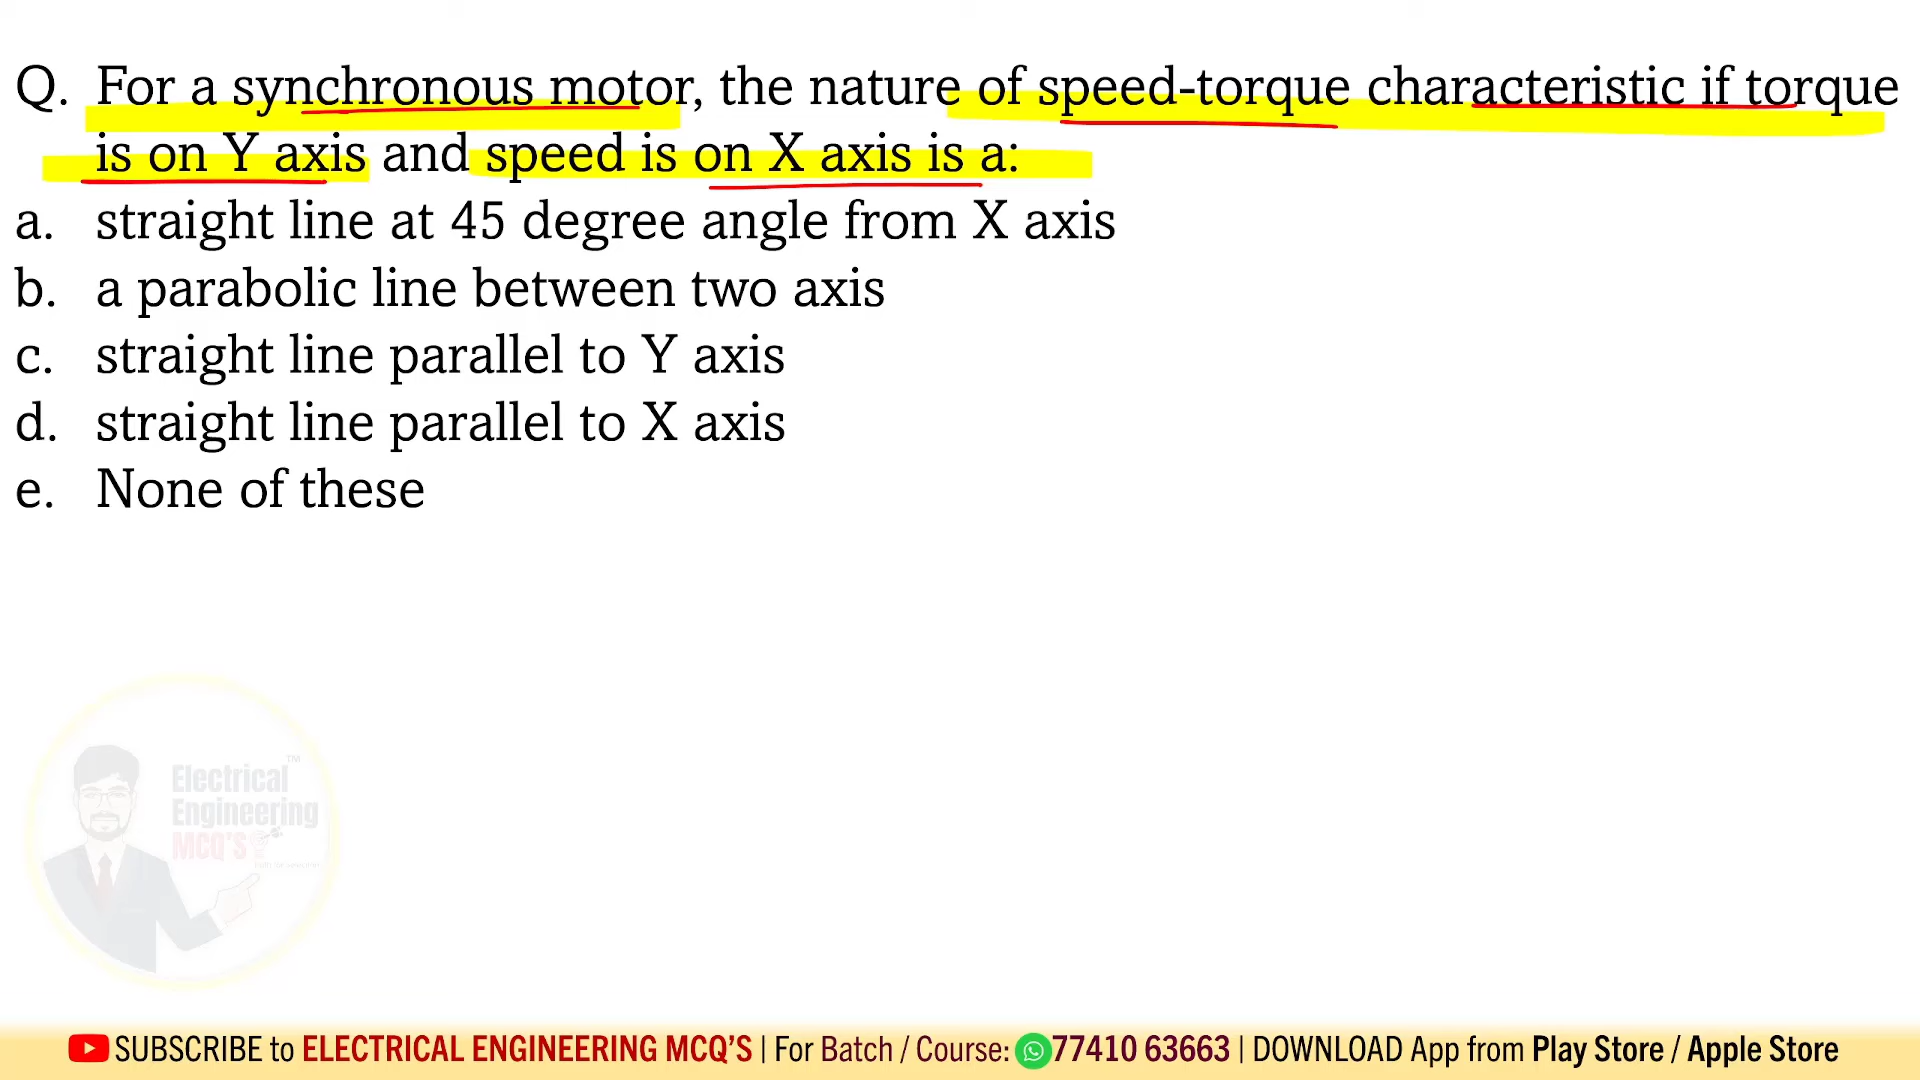 Q. For a synchronous motor, the nature of speed-torque characteristic if torque
is on Y axis and speed is on X axis is a:
a. straight line at 45 degree angle from X axis
b. a parabolic line between two axis
c. straight line parallel to Y axis
d. straight line parallel to X axis
e. None of these
Electrical TM
Engineering
MCQ'S
SUBSCRIBE to ELECTRICAL ENGINEERING MCQ'S | For Batch / Course: 77410 63663 | DOWNLOAD App from Play Store / Apple Store